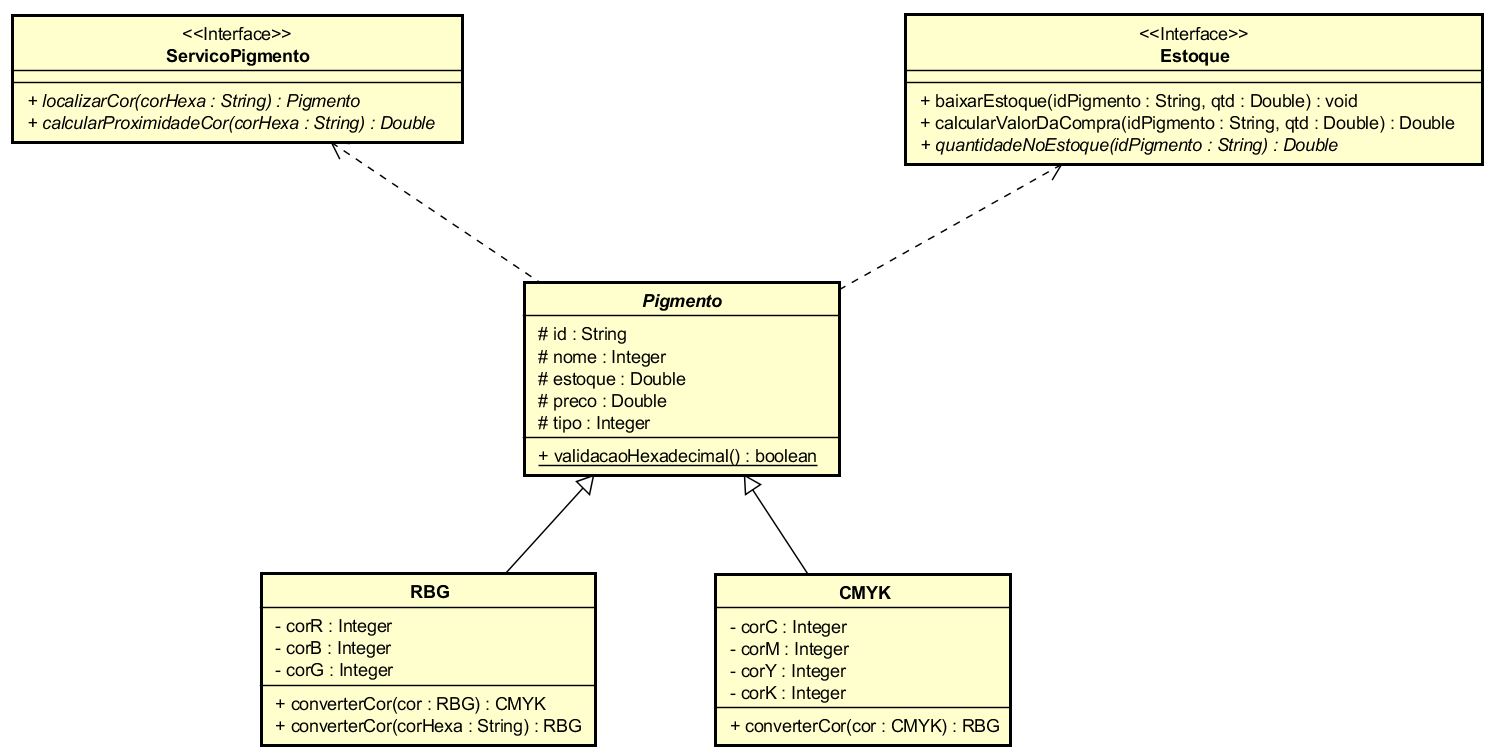 <<Interface>>
ServicoPigmento
+ localizarCor(corHexa : String) : Pigmento
+ calcularProximidadeCor(corHexa : String) : Double
<<Interface>>
Estoque
+ baixarEstoque(idPigmento : String, qtd : Double) : void
+ calcularValorDaCompra(idPigmento : String, qtd : Double) : Double
+ quantidadeNoEstoque(idPigmento : String) : Double
Pigmento
# id : String
# nome : Integer
# estoque : Double
# preco : Double
# tipo : Integer
+ validacaoHexadecimal() : boolean
RBG
- corR : Integer
- corB : Integer
- corG : Integer
+ converterCor(cor : RBG) : CMYK
+ converterCor(corHexa : String) : RBG
CMYK
- corC : Integer
- corM : Integer
- corY : Integer
- corK : Integer
+ converterCor(cor : CMYK) : RBG